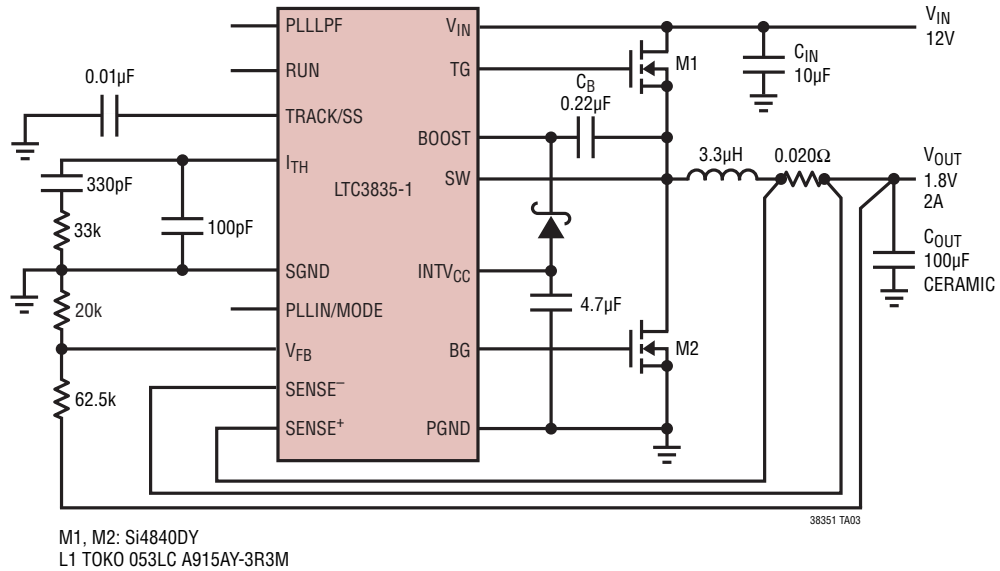 PLLLPF
RUN
TRACK/SS
ITH
SGND
PLLIN/MODE
VFB
SENSE–
SENSE+
LTC3835-1
VIN
TG
BOOST
SW
INTVCC
BG
PGND
0.01µF
330pF
33k
100pF
20k
62.5k
CB
0.22µF
4.7µF
M1
M2
3.3µH
0.020Ω
VIN
12V
CIN
10µF
VOUT
1.8V
2A
COUT
100µF
CERAMIC
38351 TA03
M1, M2: Si4840DY
L1 TOKO 053LC A915AY-3R3M